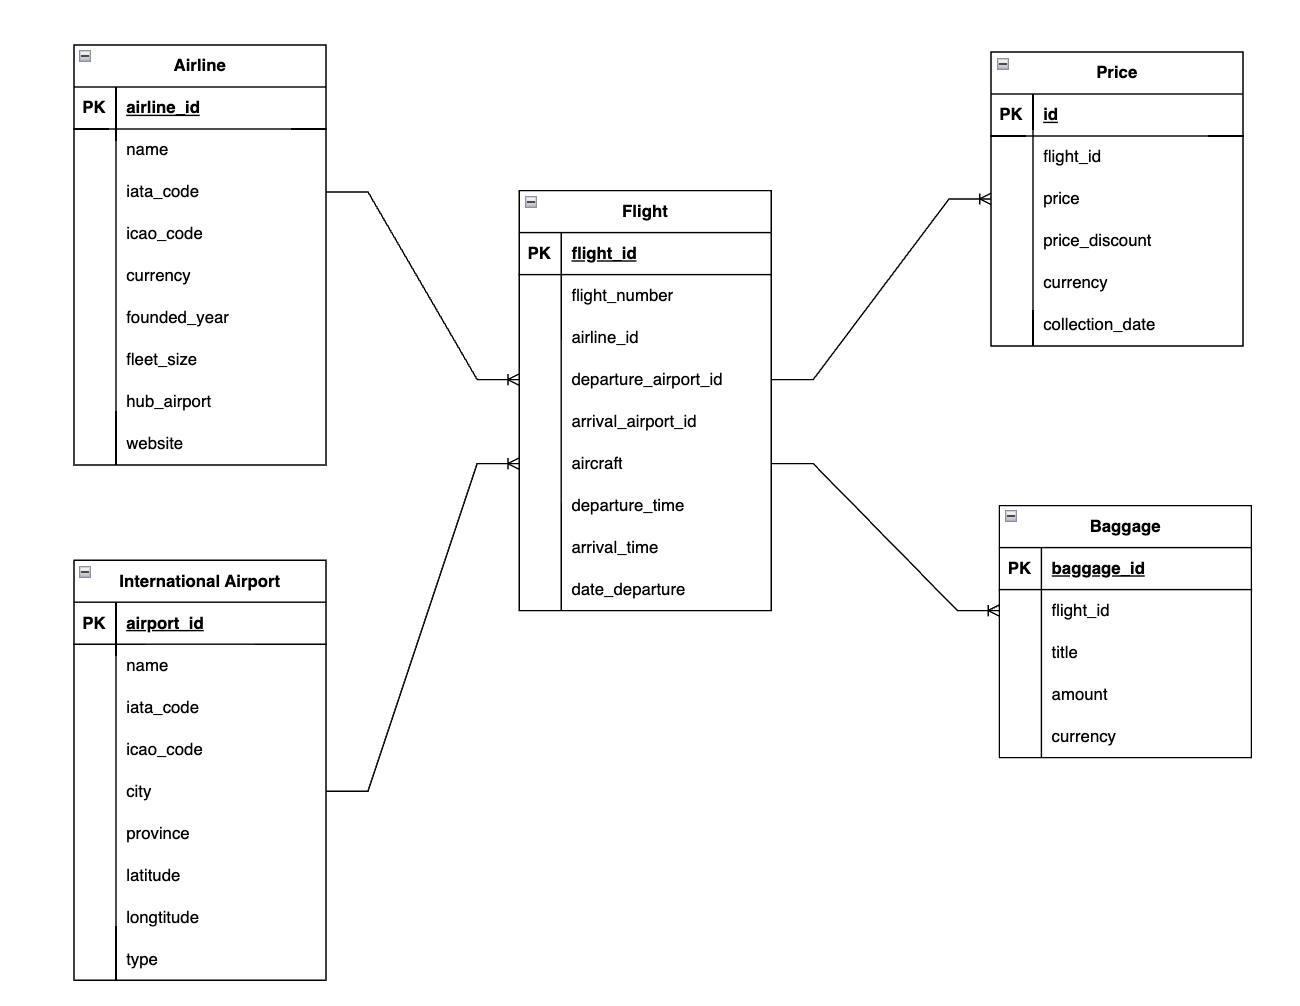 Airline
PK airline_id
name
iata_code
icao_code
currency
founded_year
fleet_size
hub_airport
website
International Airport
PK airport_id
name
iata_code
icao_code
city
province
latitude
longtitude
type
Flight
PK flight_id
flight_number
airline_id
departure_airport_id
arrival_airport_id
aircraft
departure_time
arrival_time
date_departure
Price
PK id
flight_id
price
price_discount
currency
collection_date
Baggage
PK baggage_id
flight_id
title
amount
currency